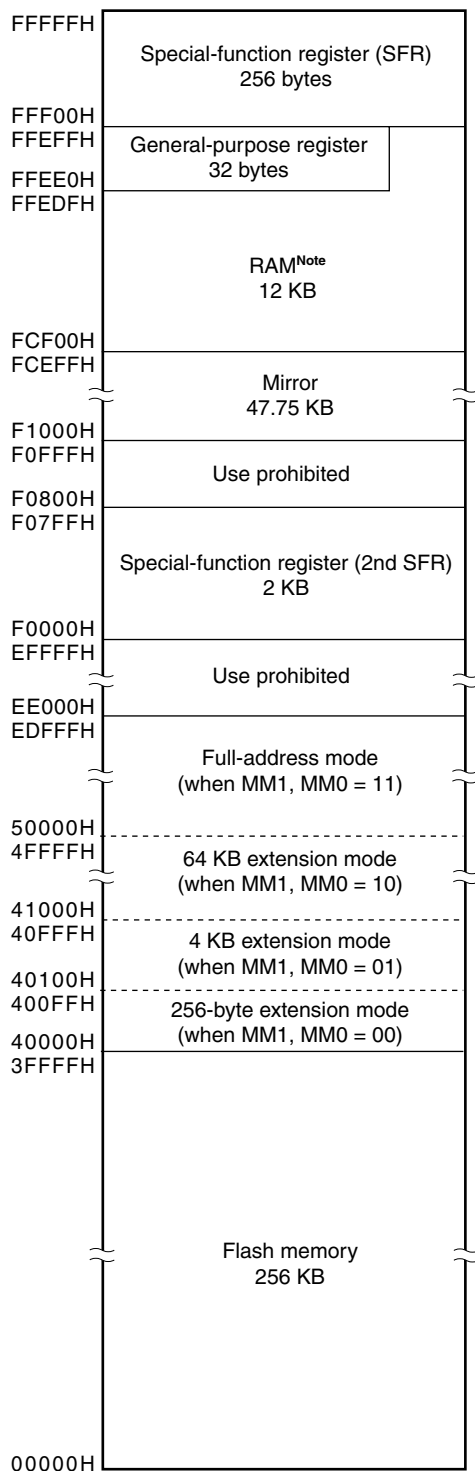 FFFFFH
Special-function register (SFR)
256 bytes
FFF00H
FFEFFH
General-purpose register
32 bytes
FFEE0H
FFEDFH
RAMNote
12 KB
FCF00H
FCEFFH
Mirror
47.75 KB
F1000H
F0FFFH
Use prohibited
F0800H
F07FFH
Special-function register (2nd SFR)
2 KB
F0000H
EFFFFH
Use prohibited
EE000H
EDFFFH
Full-address mode
(when MM1, MM0 = 11)
50000H
4FFFFH
64 KB extension mode
(when MM1, MM0 = 10)
41000H
40FFFH
4 KB extension mode
(when MM1, MM0 = 01)
40100H
400FFH
256-byte extension mode
(when MM1, MM0 = 00)
40000H
3FFFFH
Flash memory
256 KB
00000H